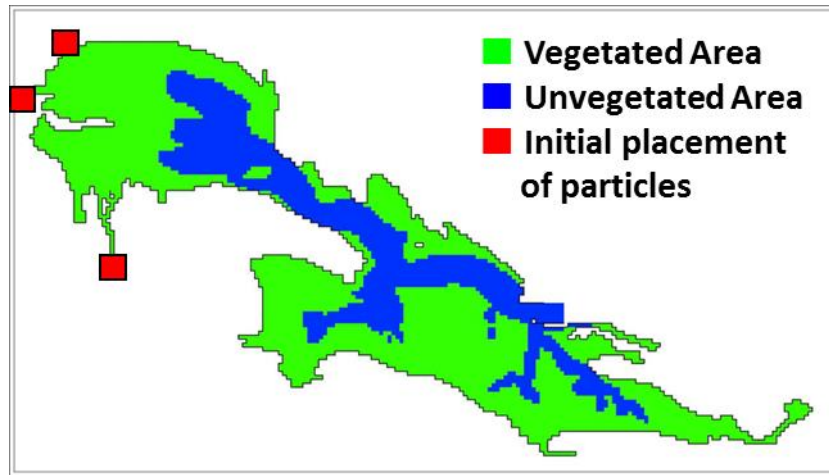 Vegetated Area
Unvegetated Area
Initial placement
of particles